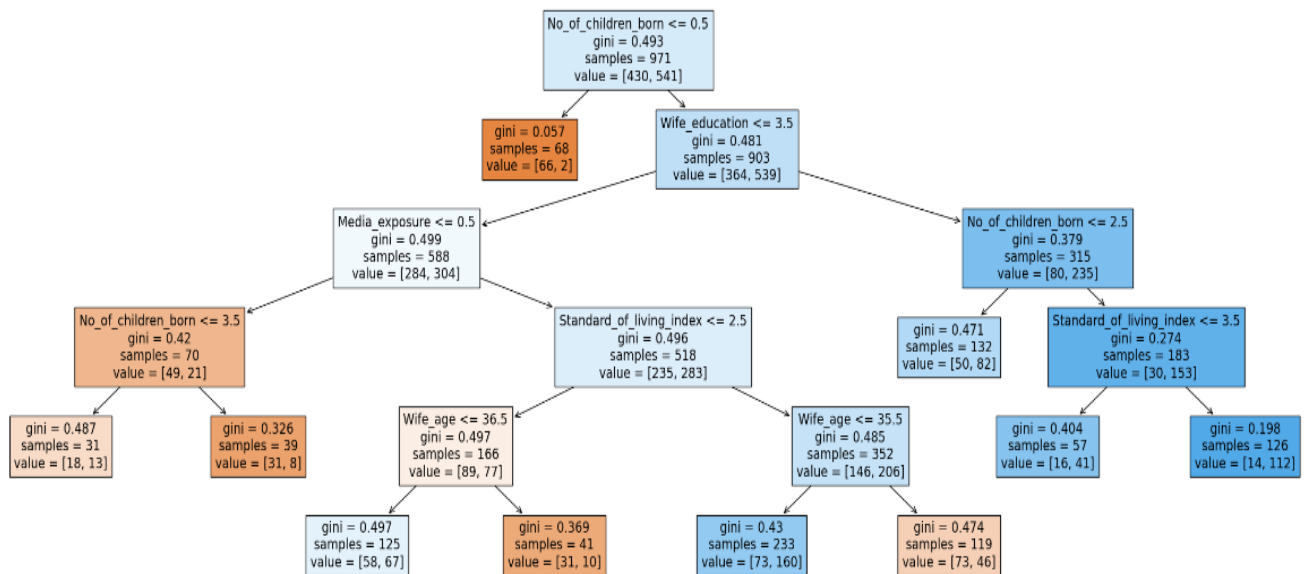 No_of_children_born <= 0.5
gini = 0.493
samples = 971
value = [430, 541]
gini = 0.057
samples = 68
value = [66, 2]
Wife_education <= 3.5
gini = 0.481
samples = 903
value = [364, 539]
Media_exposure <= 0.5
gini = 0.499
samples = 588
value = [284, 304]
No_of_children_born <= 2.5
gini = 0.379
samples = 315
value = [80, 235]
No_of_children_born <= 3.5
gini = 0.42
samples = 70
value = [49, 21]
Standard_of_living_index <= 2.5
gini = 0.496
samples = 518
value = [235, 283]
gini = 0.471
samples = 132
value = [50, 82]
Standard_of_living_index <= 3.5
gini = 0.274
samples = 183
value = [30, 153]
gini = 0.487
samples = 31
value = [18, 13]
gini = 0.326
samples = 39
value = [31, 8]
Wife_age <= 36.5
gini = 0.497
samples = 166
value = [89, 77]
Wife_age <= 35.5
gini = 0.485
samples = 352
value = [146, 206]
gini = 0.404
samples = 57
value = [16, 41]
gini = 0.198
samples = 126
value = [14, 112]
gini = 0.497
samples = 125
value = [58, 67]
gini = 0.369
samples = 41
value = [31, 10]
gini = 0.43
samples = 233
value = [73, 160]
gini = 0.474
samples = 119
value = [73, 46]